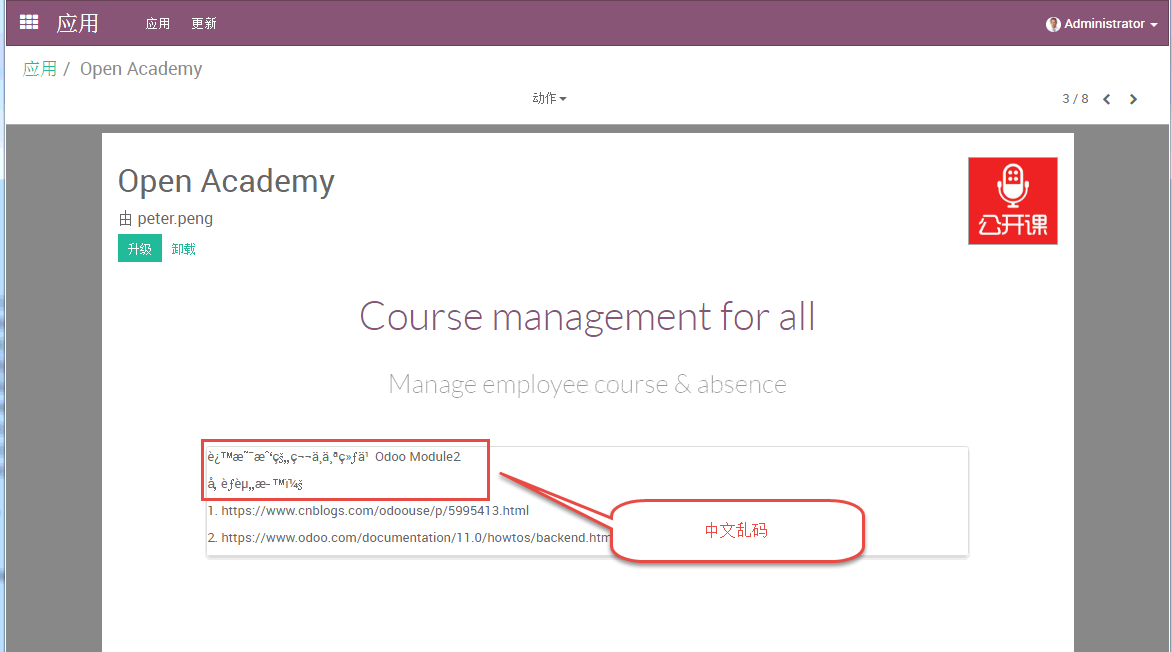 应用 应用 更新 Administrator
应用 / Open Academy
动作 3 / 8
Open Academy
由 peter.peng
升级 卸载
公开课
Course management for all
Manage employee course & absence
è¿™æ˜¯æˆ‘çš„ç¬¬ä¸‰ä¸ªç»ƒä¹ Odoo Module2
å‚è€ƒèµ„æ–™ï¼š
1. https://www.cnblogs.com/odoouse/p/5995413.html
2. https://www.odoo.com/documentation/11.0/howtos/backend.htm
中文乱码